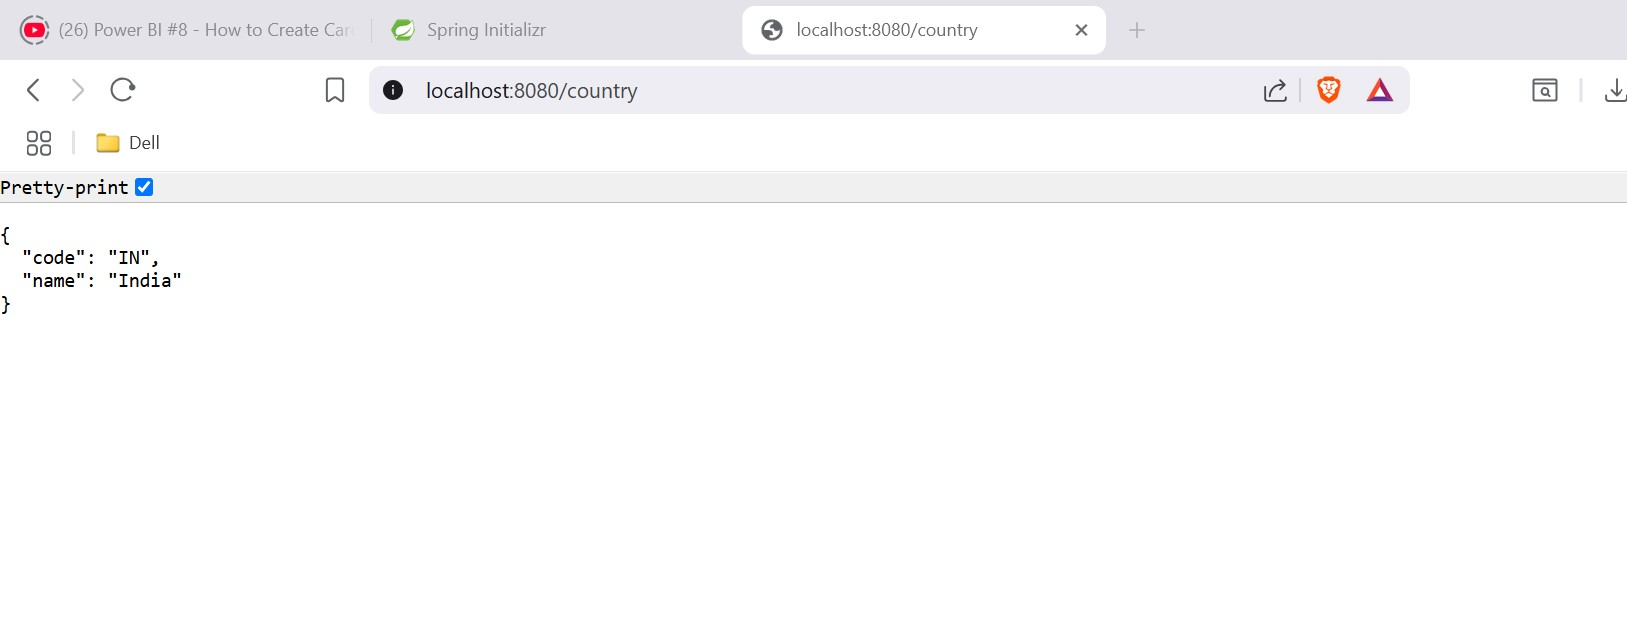 (26) Power BI #8 - How to Create Car
Spring Initializr
localhost:8080/country
localhost:8080/country
Dell
Pretty-print
{
  "code": "IN",
  "name": "India"
}